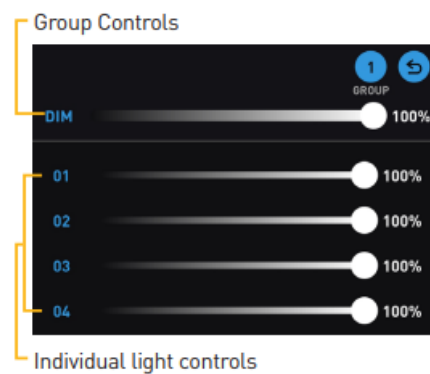 Group Controls
1
GROUP
DIM 100%
01 100%
02 100%
03 100%
04 100%
Individual light controls